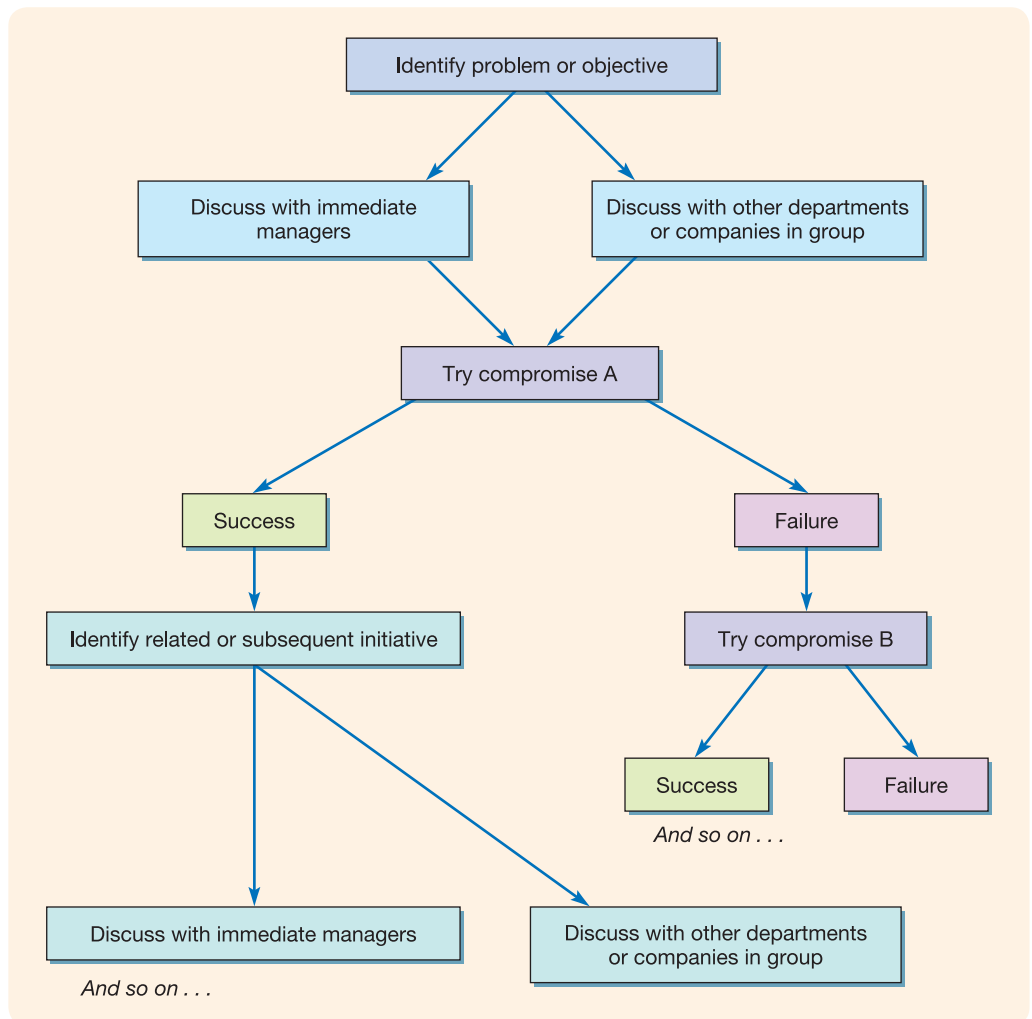 Identify problem or objective
Discuss with immediate
managers
Discuss with other departments
or companies in group
Try compromise A
Success
Failure
Identify related or subsequent initiative
Try compromise B
Success
Failure
And so on . . .
Discuss with immediate managers
Discuss with other departments
or companies in group
And so on . . .